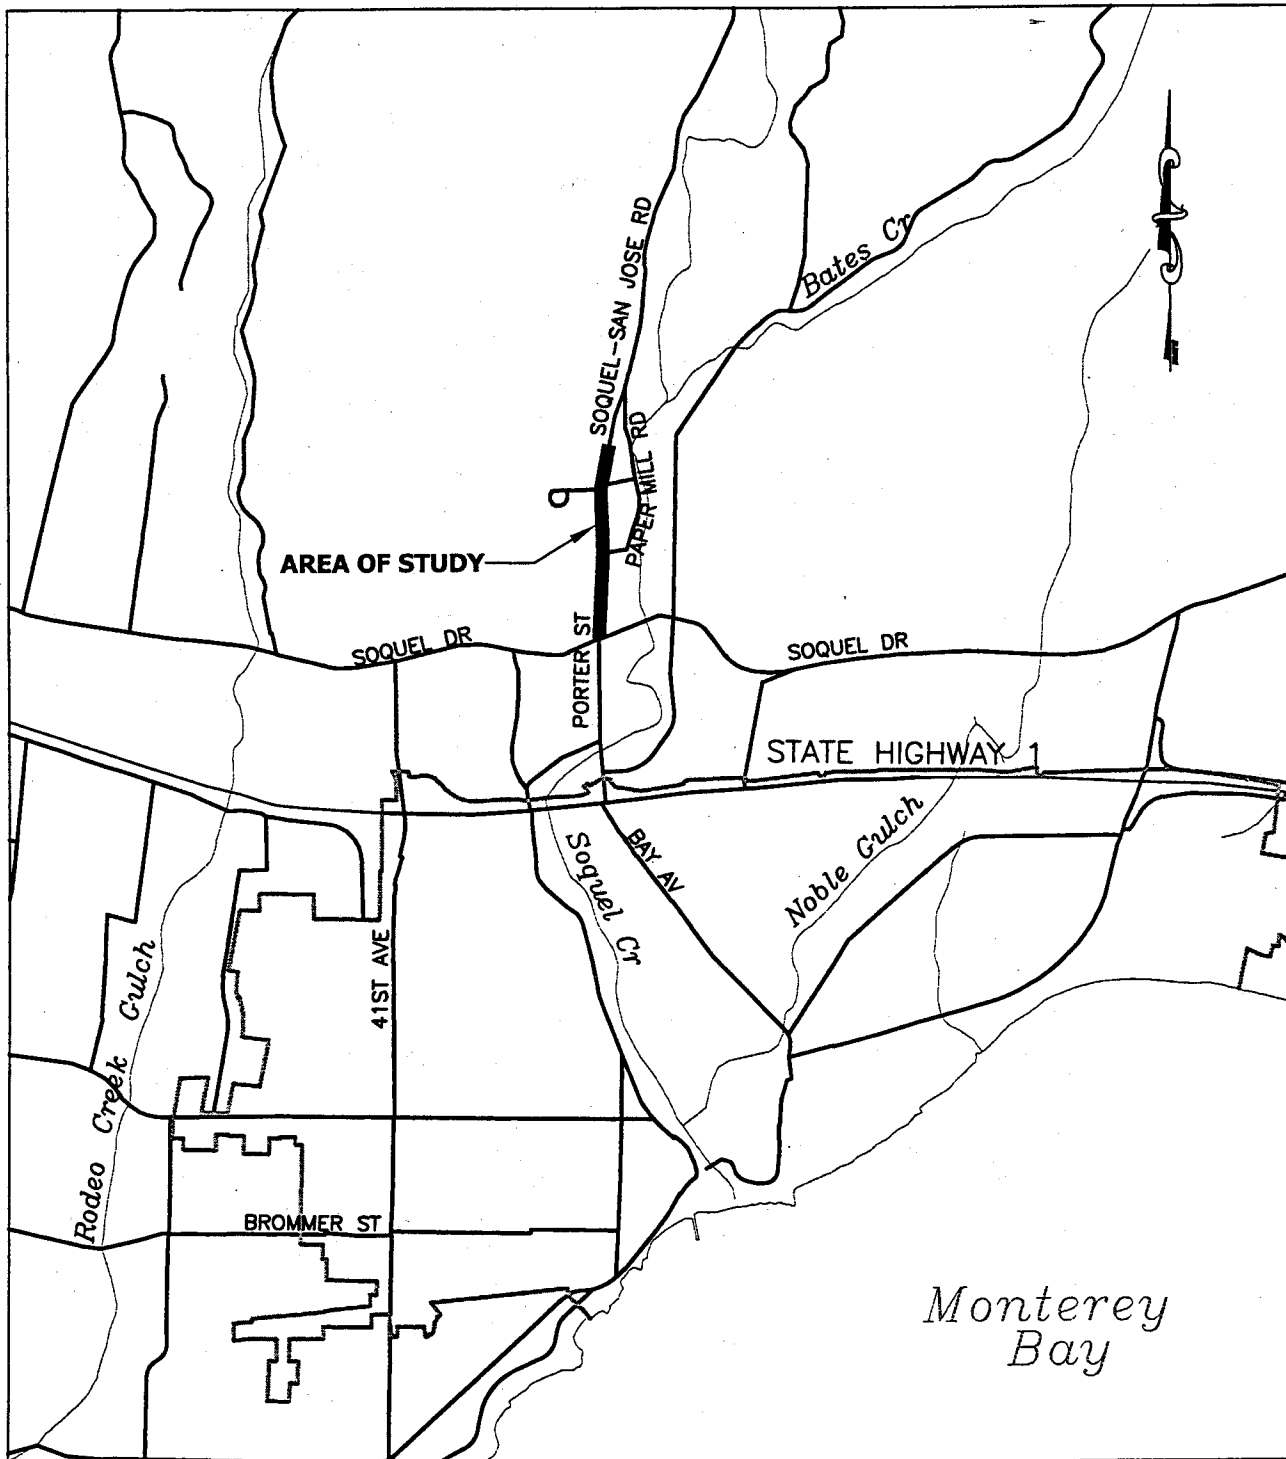 SOQUEL-SAN JOSE RD
Bates Cr
PAPER MILL RD
AREA OF STUDY
PORTER ST
SOQUEL DR
SOQUEL DR
STATE HIGHWAY 1
Soquel Cr
BAY AV
Noble Gulch
41ST AVE
Rodeo Creek Gulch
BROMMER ST
Monterey
Bay